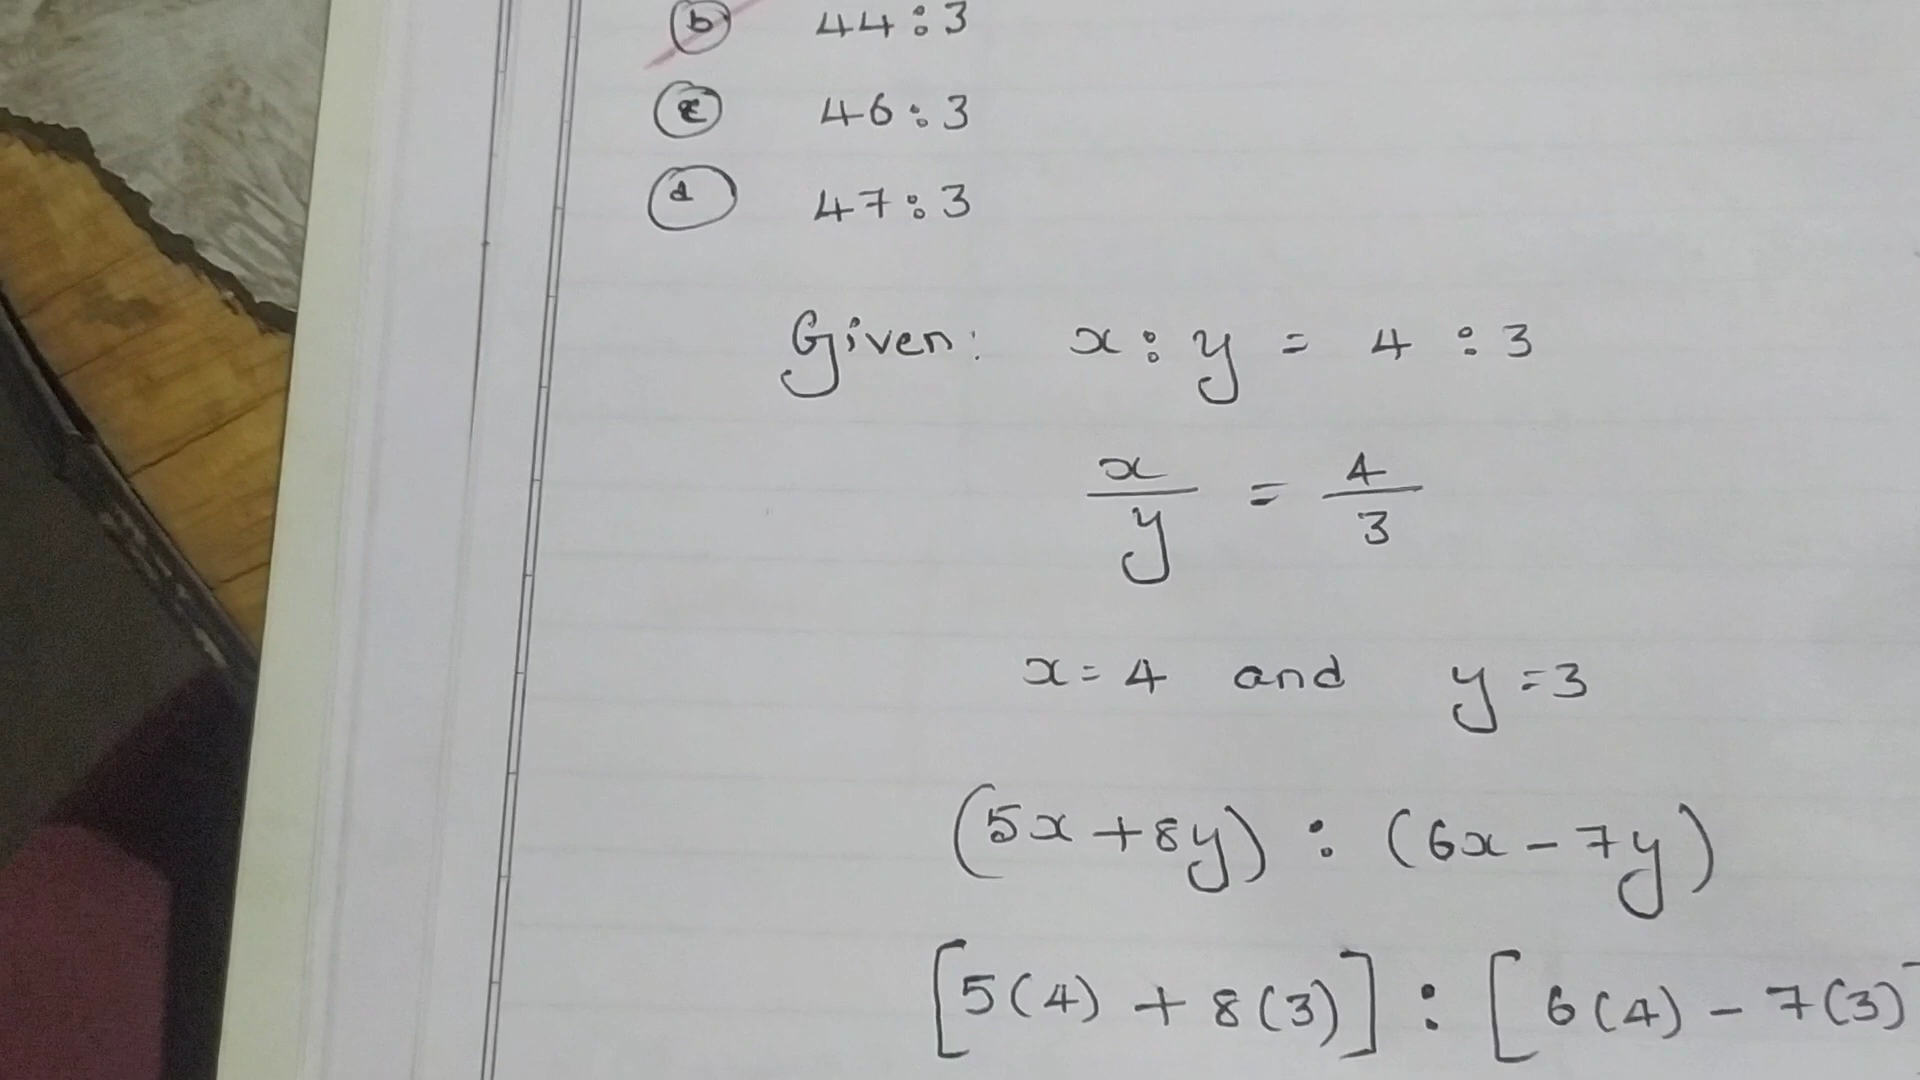 b 44:3
c 46:3
d 47:3
Given: x:y = 4:3
x/y = 4/3
x=4 and y=3
(5x+8y) : (6x-7y)
[5(4) + 8(3)] : [6(4) - 7(3)